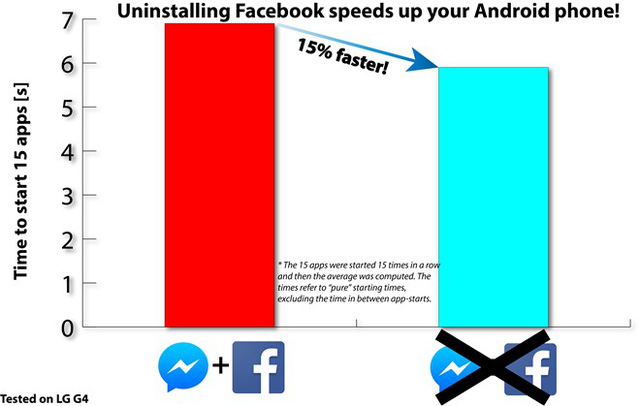 Uninstalling Facebook speeds up your Android phone!
15% faster!
Time to start 15 apps [s]
7
6
5
4
3
2
1
0
* The 15 apps were started 15 times in a row
and then the average was computed. The
times refer to “pure” starting times,
excluding the time in between app-starts.
+
Tested on LG G4